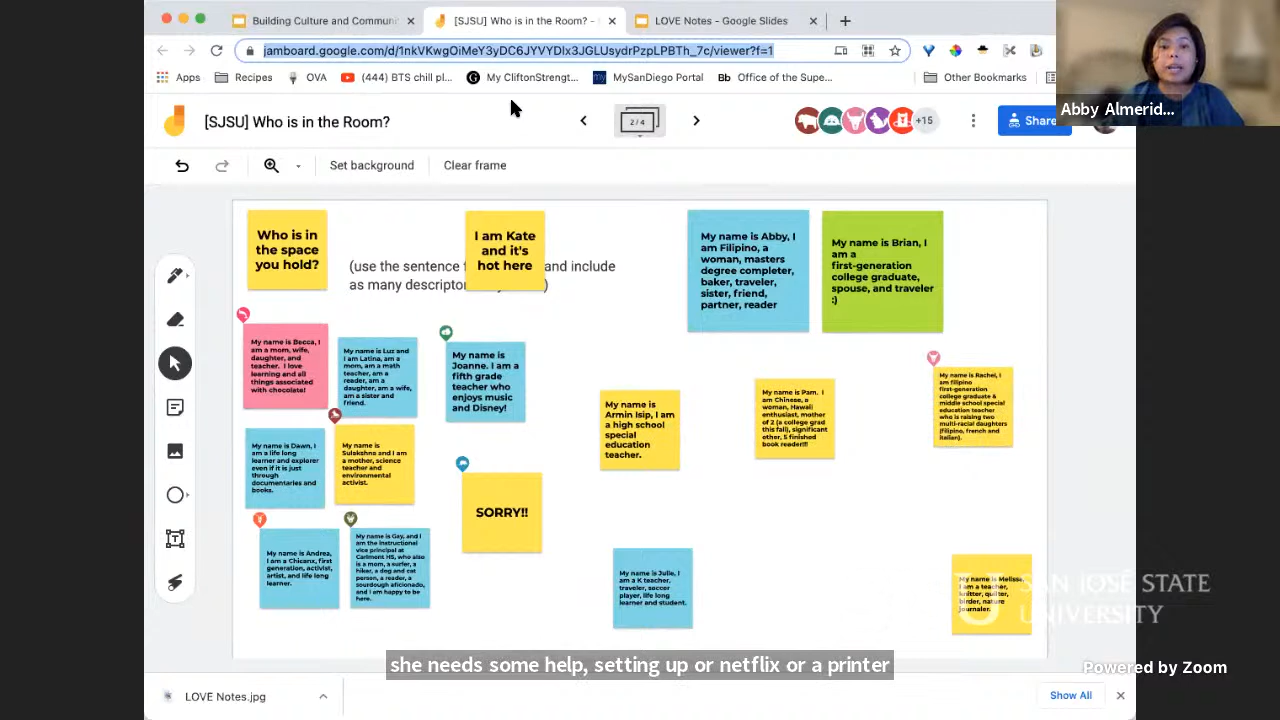 Building Culture and Commun
[SJSU] Who is in the Room? -
LOVE Notes - Google Slides
jamboard.google.com/d/1nkVKwgOiMeY3yDC6JYVYDlx3JGLUsydrPzpLPBTh_7c/viewer?f=1
Apps
Recipes
OVA
(444) BTS chill pl...
My CliftonStrengt...
MySanDiego Portal
Bb Office of the Supe...
Other Bookmarks
Abby Almerid...
[SJSU] Who is in the Room?
2/4
+15
Share
Set background
Clear frame
Who is in
the space
you hold?
I am Kate
and it's
hot here
(use the sentence
and include
as many
My name is Abby, I
am Filipino, a
woman, masters
degree completer,
baker, traveler,
sister, friend,
partner, reader
My name is Brian, I
am a
first-generation
college graduate,
spouse, and traveler
:)
My name is Becca, I
am a mom, wife,
daughter, and
teacher. I love
learning and all
things associated
with chocolate!
My name is Luz and
I am Latina, am a
mom, am a math
teacher, am a
reader, am a
daughter, am a wife,
am a sister and
friend.
My name is
Joanne. I am a
fifth grade
teacher who
enjoys music
and Disney!
My name is
Armin Isip, I am
a high school
special
education
teacher.
My name is Pam. I
am Chinese, a
woman, Hawaii
enthusiast, mother
of 2 (a college grad
this fall), significant
other, 5 finished
book reader!!!
My name is Rachel, I
am filipino
first-generation
college graduate &
middle school special
education teacher
who is raising two
multi-racial daughters
(filipino, french and
italian).
My name is Dawn, I
am a life long
learner and explorer
even if it is just
through
documentaries and
books.
My name is
Sulakshna and I am
a mother, science
teacher and
environmental
activist.
SORRY!!
My name is Andrea,
I am a Chicanx, first
generation, activist,
artist, and life long
learner.
My name is Gay, and I
am the instructional
vice principal at
Carlmont HS, who also
is a mom, a surfer, a
hiker, a dog and cat
person, a reader, a
sourdough aficionado,
and I am happy to be
here.
My name is Julie, I
am a K teacher,
traveler, soccer
player, life long
learner and student.
My name is Melissa,
I am a teacher,
knitter, quilter,
birder, nature
journaler.
SAN JOSÉ STATE
UNIVERSITY
she needs some help, setting up or netflix or a printer
Powered by Zoom
LOVE Notes.jpg
Show All